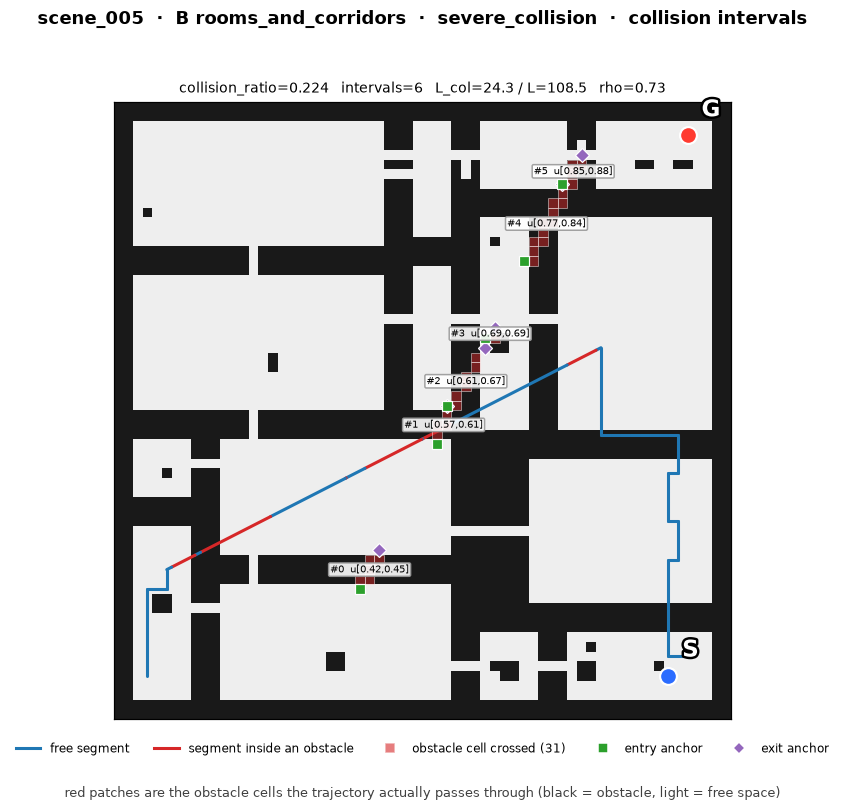 scene_005  ·  B rooms_and_corridors  ·  severe_collision  ·  collision intervals
collision_ratio=0.224   intervals=6   L_col=24.3 / L=108.5   rho=0.73
G
#5  u[0.85,0.88]
#4  u[0.77,0.84]
#3  u[0.69,0.69]
#2  u[0.61,0.67]
#1  u[0.57,0.61]
#0  u[0.42,0.45]
S
free segment
segment inside an obstacle
obstacle cell crossed (31)
entry anchor
exit anchor
red patches are the obstacle cells the trajectory actually passes through (black = obstacle, light = free space)